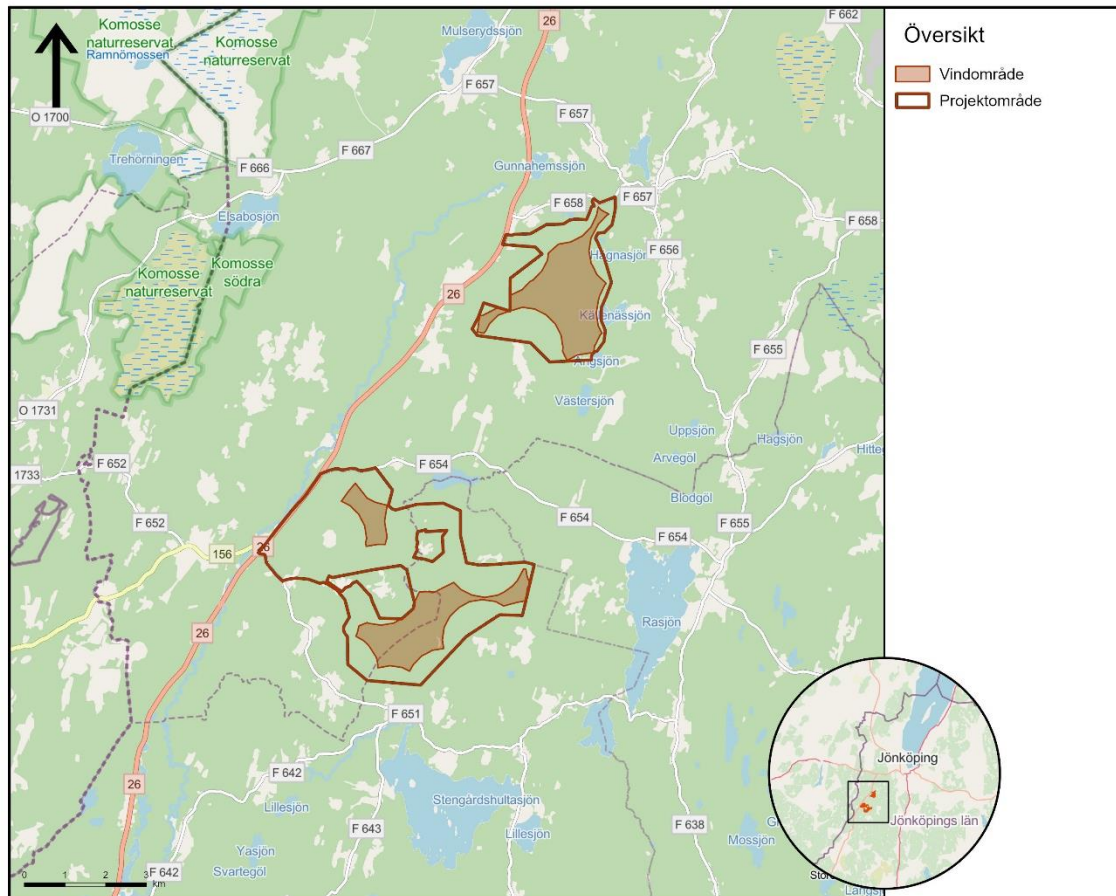 Översikt
Vindområde
Projektområde
Komosse
naturreservat
Ramnömossen
Komosse
naturreservat
Mulserydssjön
26
F 662
F 657
O 1700
F 667
F 657
Trehörningen
F 666
Gunnahemssjön
F 658
F 657
Elsabosjön
F 658
F 656
Hagnasjön
Komosse
naturreservat
Komosse
södra
26
F 655
Västersjön
O 1731
Uppsjön
Hagsjön
Arvegöl
1733
F 652
F 654
Blodgöl
F 652
F 654
F 655
F 654
156
26
Rasjön
26
F 651
F 642
Lillesjön
Stengårdshultasjön
F 643
Lillesjön
F 638
Mossjön
26
Yasjön
Svartegöl
F 642
0 1 2 3
km
Jönköping
Jönköpings län